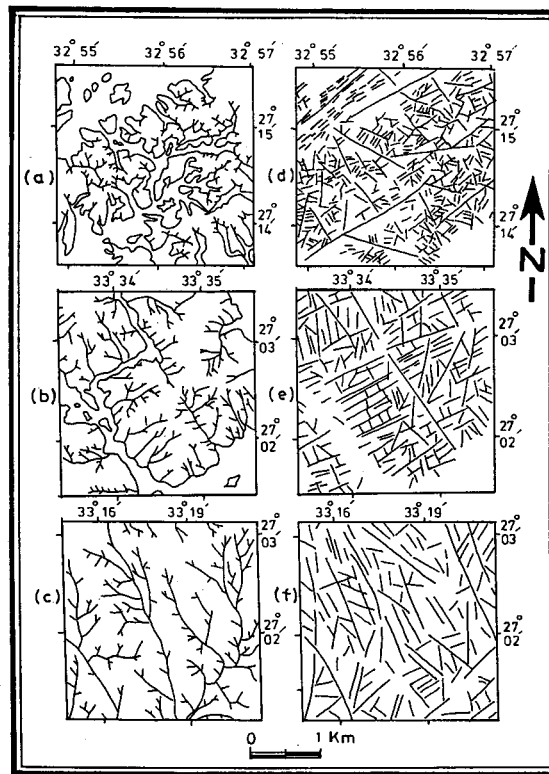 32° 55′ 32° 56′ 32° 57′ 32° 55′ 32° 56′ 32° 57′
27° 15′ 27° 15′
(a) (d)
27° 14′ 27° 14′
N
33° 34′ 33° 35′ 33° 34′ 33° 35′
27° 03′ 27° 03′
(b) (e)
27° 02′ 27° 02′
33° 16′ 33° 19′ 33° 16′ 33° 19′
27° 03′ 27° 03′
(c) (f)
27° 02′ 27° 02′
0 1 Km